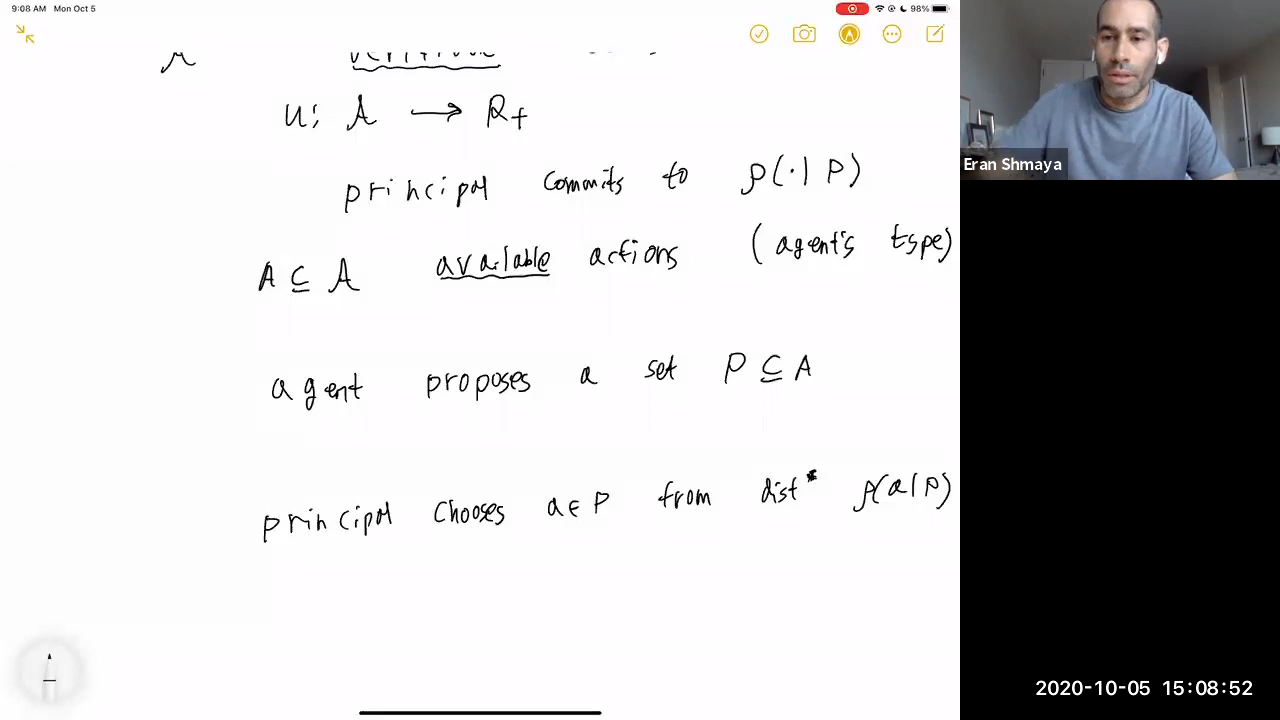 9:08 AM Mon Oct 5
98%
𝒜
u: 𝒜 ⟶ R+
principal commits to ρ(·|P)
A ⊆ 𝒜 available actions (agent's type)
agent proposes a set P ⊆ A
principal chooses a∈P from dist ρ(a|P)
Eran Shmaya
2020-10-05 15:08:52